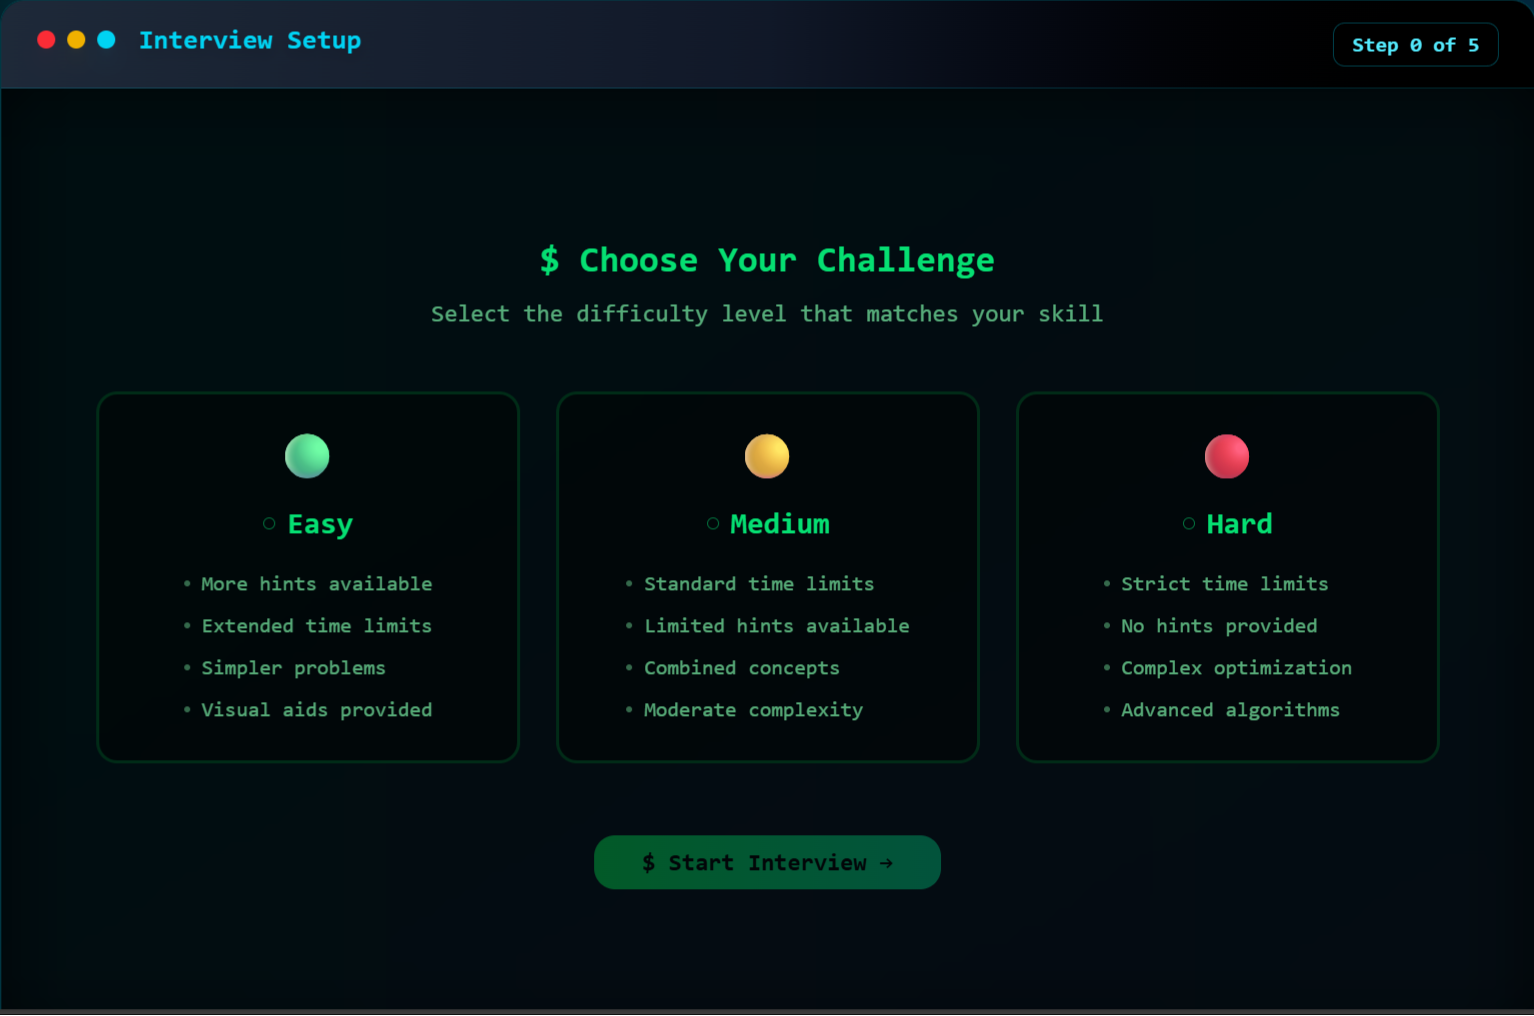 Interview Setup
Step 0 of 5
$ Choose Your Challenge
Select the difficulty level that matches your skill
○ Easy
• More hints available
• Extended time limits
• Simpler problems
• Visual aids provided
○ Medium
• Standard time limits
• Limited hints available
• Combined concepts
• Moderate complexity
○ Hard
• Strict time limits
• No hints provided
• Complex optimization
• Advanced algorithms
$ Start Interview →